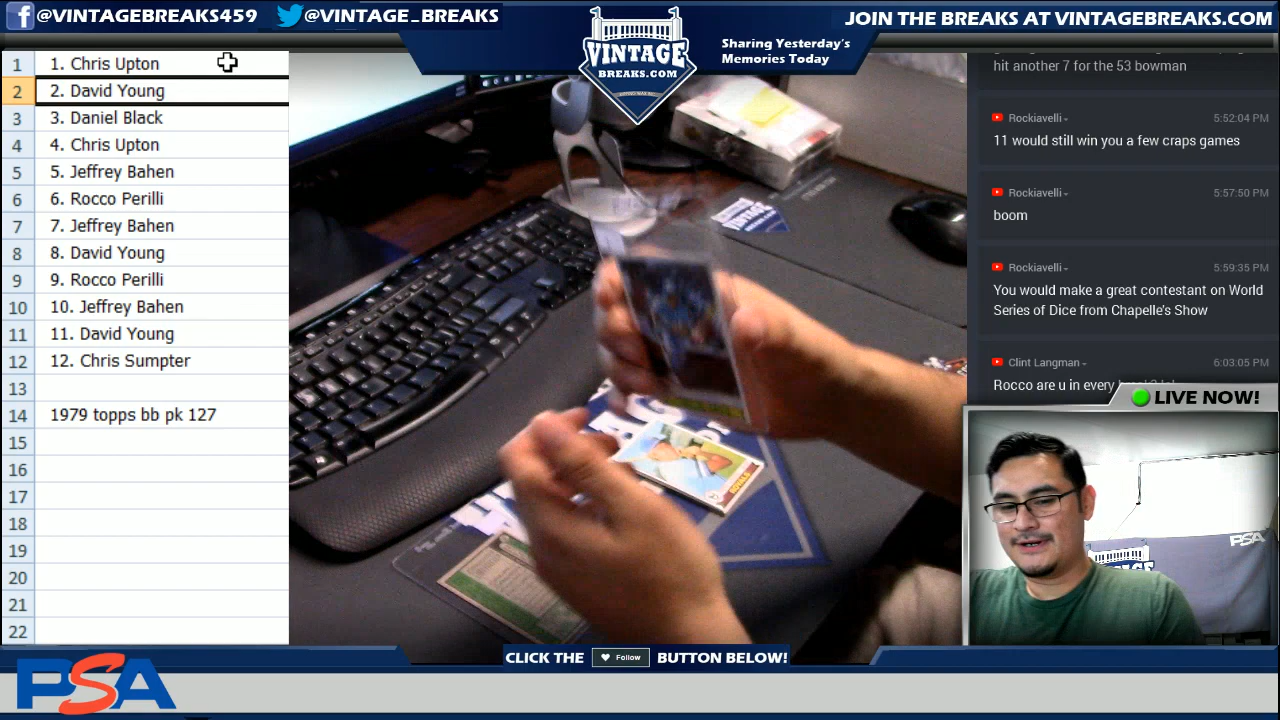 @VINTAGEBREAKS459 @VINTAGE_BREAKS
VINTAGE
BREAKS.COM
Sharing Yesterday's
Memories Today
JOIN THE BREAKS AT VINTAGEBREAKS.COM
1 1. Chris Upton
2 2. David Young
3 3. Daniel Black
4 4. Chris Upton
5 5. Jeffrey Bahen
6 6. Rocco Perilli
7 7. Jeffrey Bahen
8 8. David Young
9 9. Rocco Perilli
10 10. Jeffrey Bahen
11 11. David Young
12 12. Chris Sumpter
13
14 1979 topps bb pk 127
15
16
17
18
19
20
21
22
VINTAGE
ROYALS
hit another 7 for the 53 bowman
Rockiavelli 5:52:04 PM
11 would still win you a few craps games
Rockiavelli 5:57:50 PM
boom
Rockiavelli 5:59:35 PM
You would make a great contestant on World
Series of Dice from Chapelle's Show
Clint Langman 6:03:05 PM
Rocco are u in every
LIVE NOW!
PSA
VINTAGE
CLICK THE Follow BUTTON BELOW!
PSA